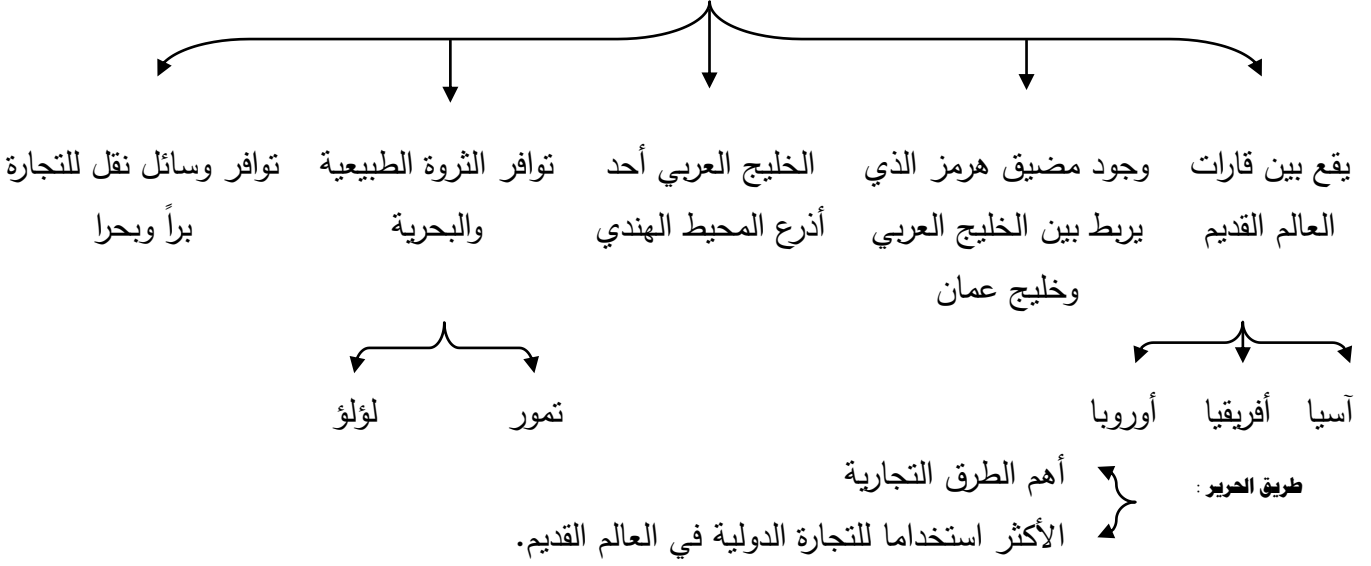 يقع بين قارات
العالم القديم
وجود مضيق هرمز الذي
يربط بين الخليج العربي
وخليج عمان
الخليج العربي أحد
أذرع المحيط الهندي
توافر الثروة الطبيعية
والبحرية
توافر وسائل نقل للتجارة
براً وبحرا
آسيا
أفريقيا
أوروبا
تمور
لؤلؤ
طريق الحرير :
أهم الطرق التجارية
الأكثر استخداما للتجارة الدولية في العالم القديم.